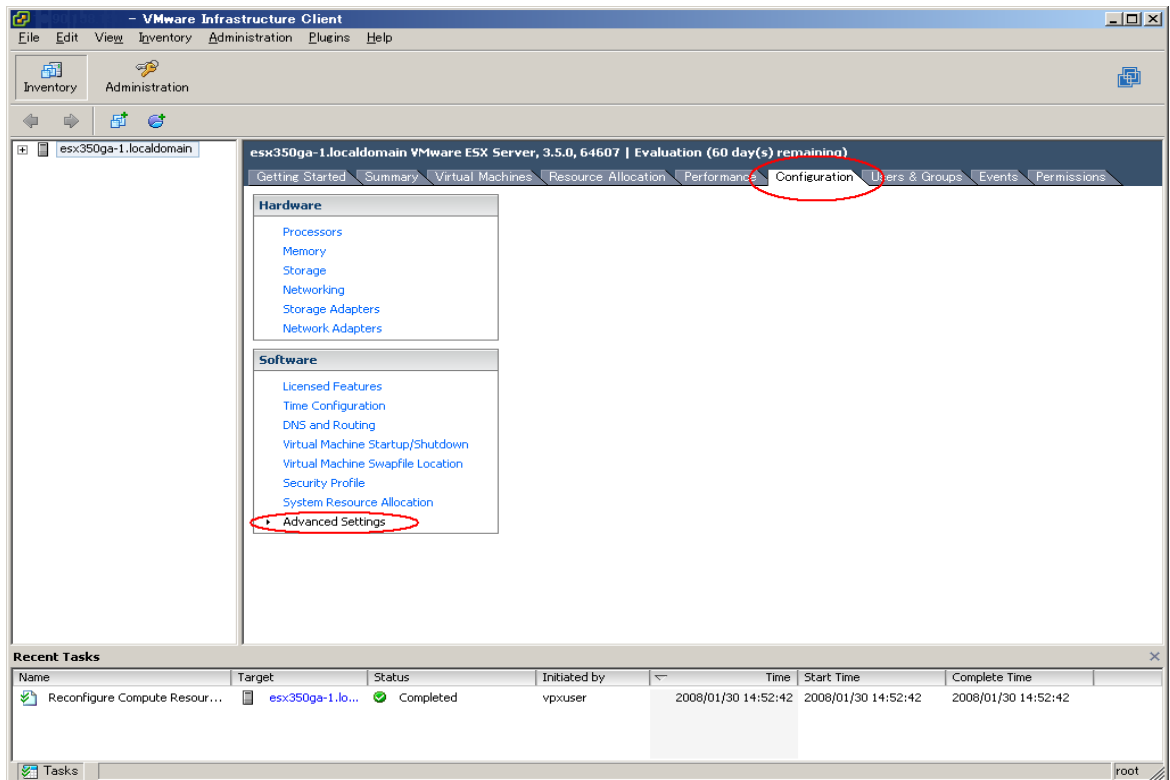 - VMware Infrastructure Client
File Edit View Inventory Administration Plugins Help
Inventory Administration
esx350ga-1.localdomain
esx350ga-1.localdomain VMware ESX Server, 3.5.0, 64607 | Evaluation (60 day(s) remaining)
Getting Started Summary Virtual Machines Resource Allocation Performance Configuration Users & Groups Events Permissions
Hardware
Processors
Memory
Storage
Networking
Storage Adapters
Network Adapters
Software
Licensed Features
Time Configuration
DNS and Routing
Virtual Machine Startup/Shutdown
Virtual Machine Swapfile Location
Security Profile
System Resource Allocation
Advanced Settings
Recent Tasks
Name Target Status Initiated by Time Start Time Complete Time
Reconfigure Compute Resour... esx350ga-1.lo... Completed vpxuser 2008/01/30 14:52:42 2008/01/30 14:52:42 2008/01/30 14:52:42
Tasks root